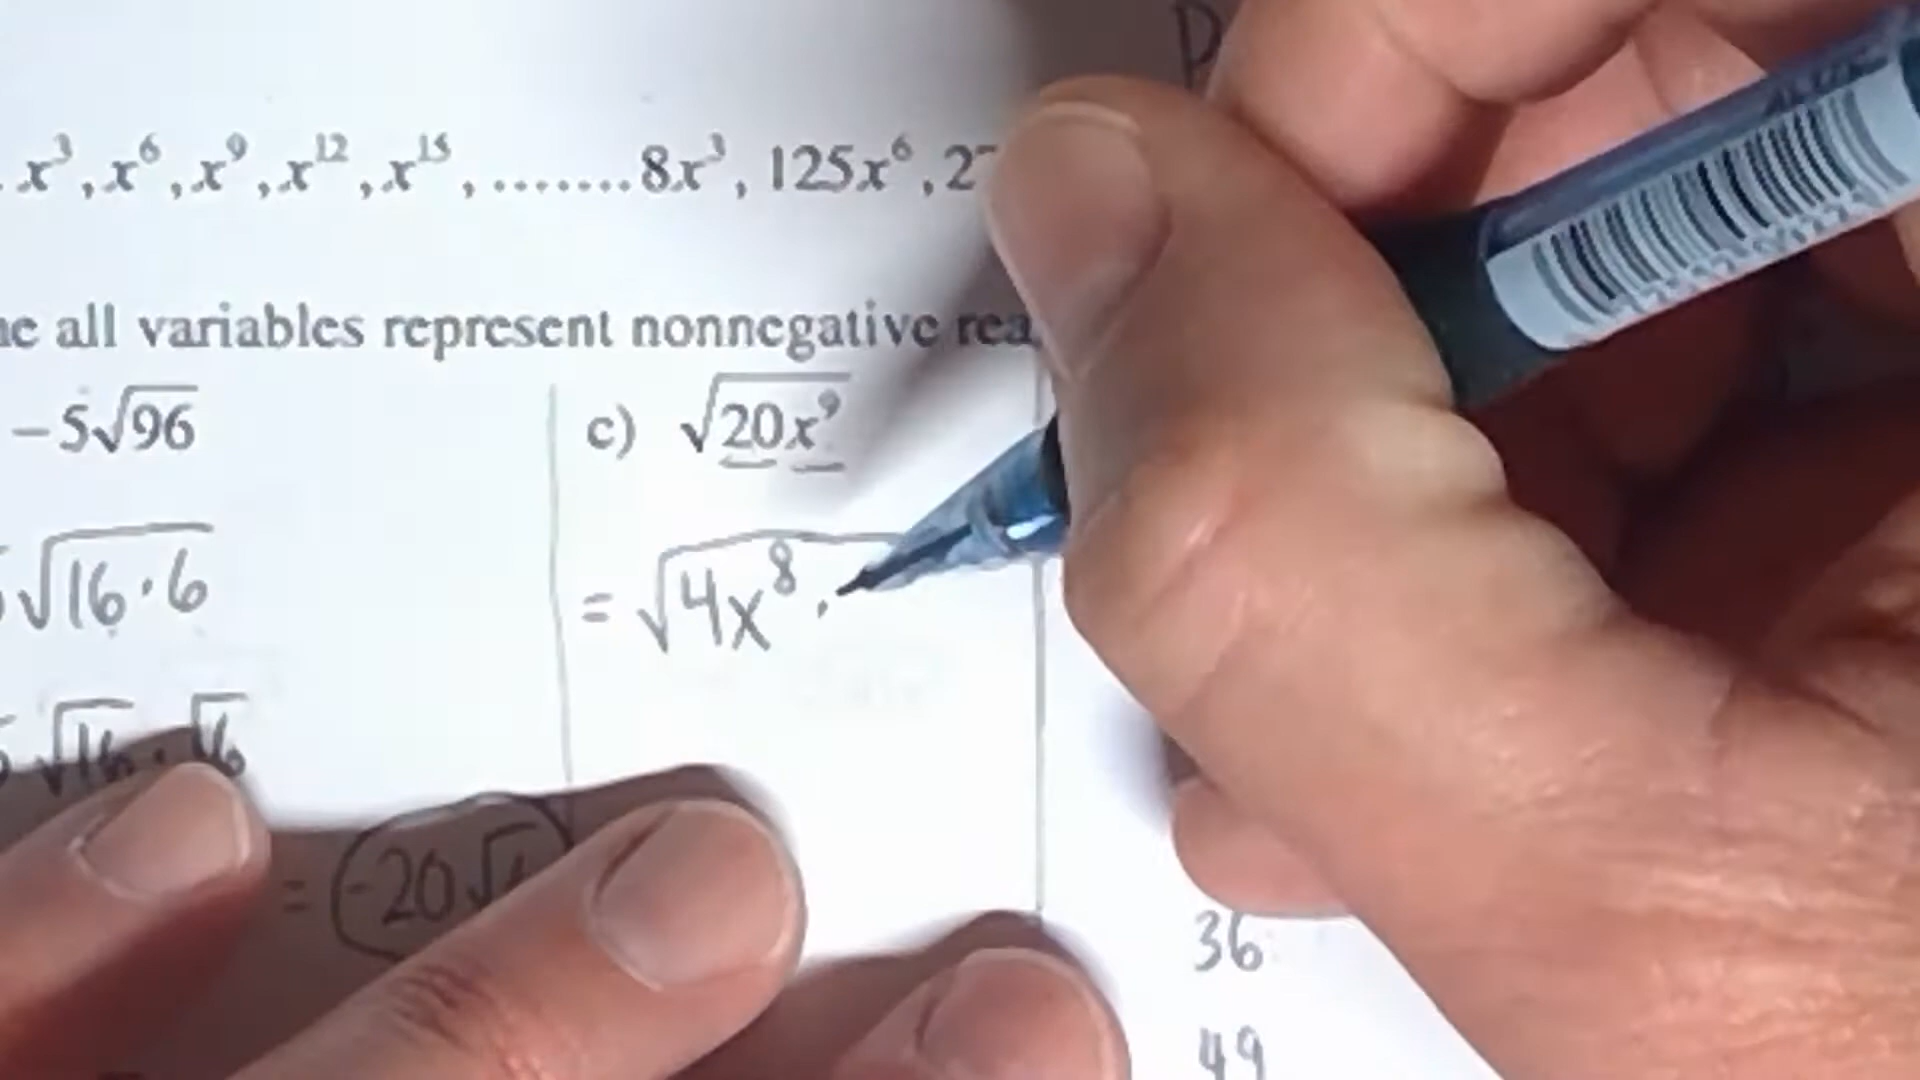 x³, x⁶, x⁹, x¹², x¹⁵, ....... 8x³, 125x⁶, 2
all variables represent nonnegative
−5√96
c) √20x⁹
√16·6
= √4x⁸ ·
√16 · √6
= −20√
36
49